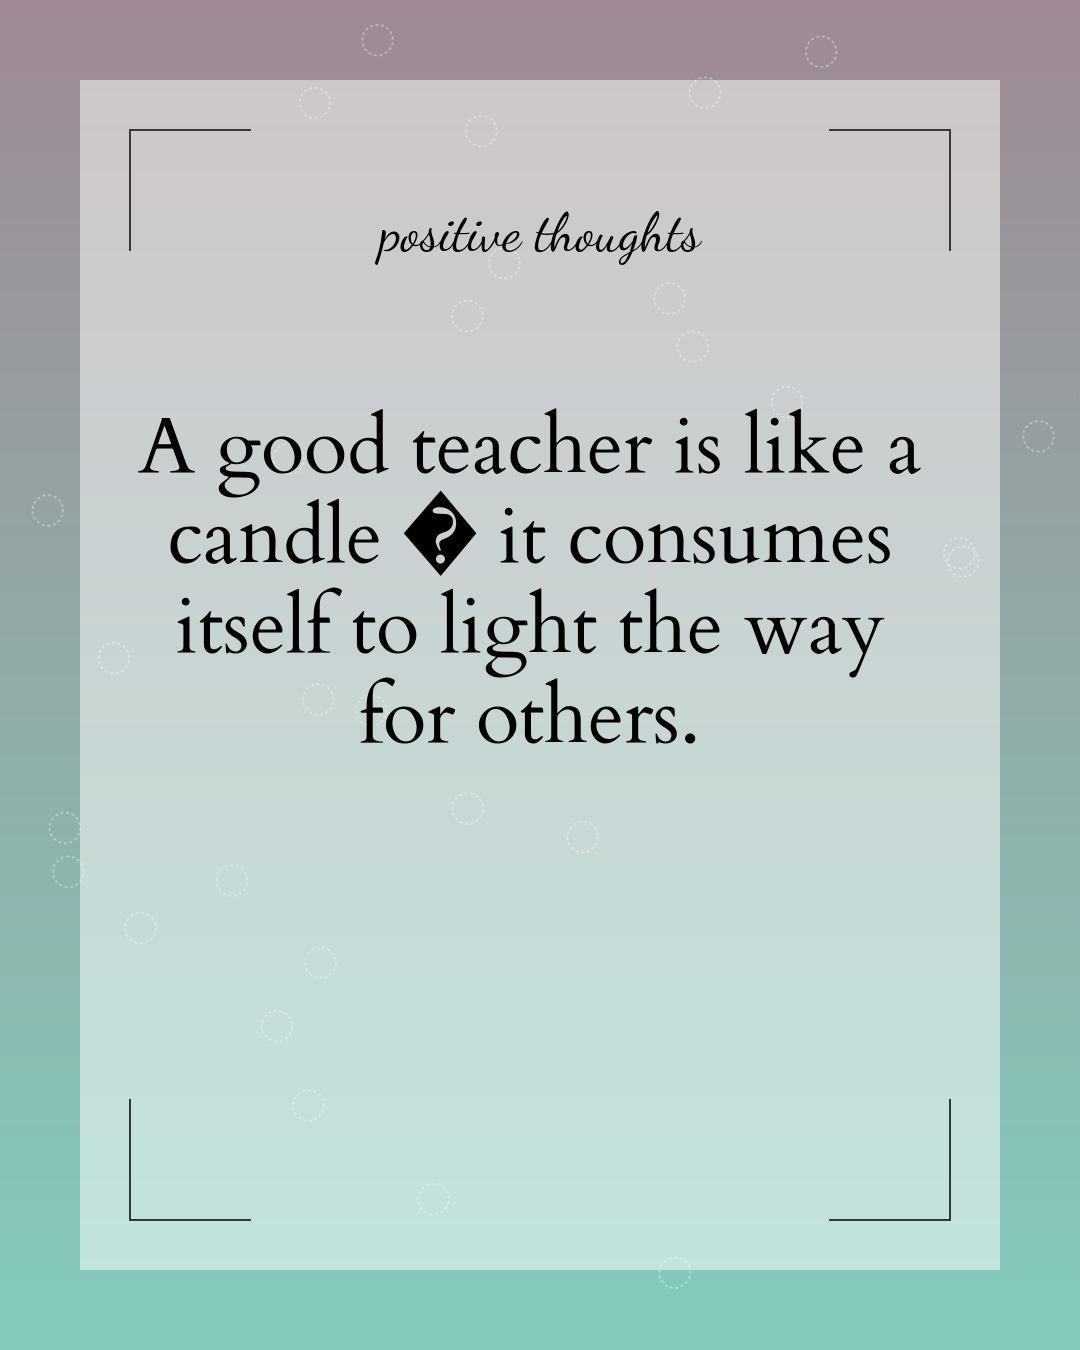 positive thoughts
A good teacher is like a
candle � it consumes
itself to light the way
for others.